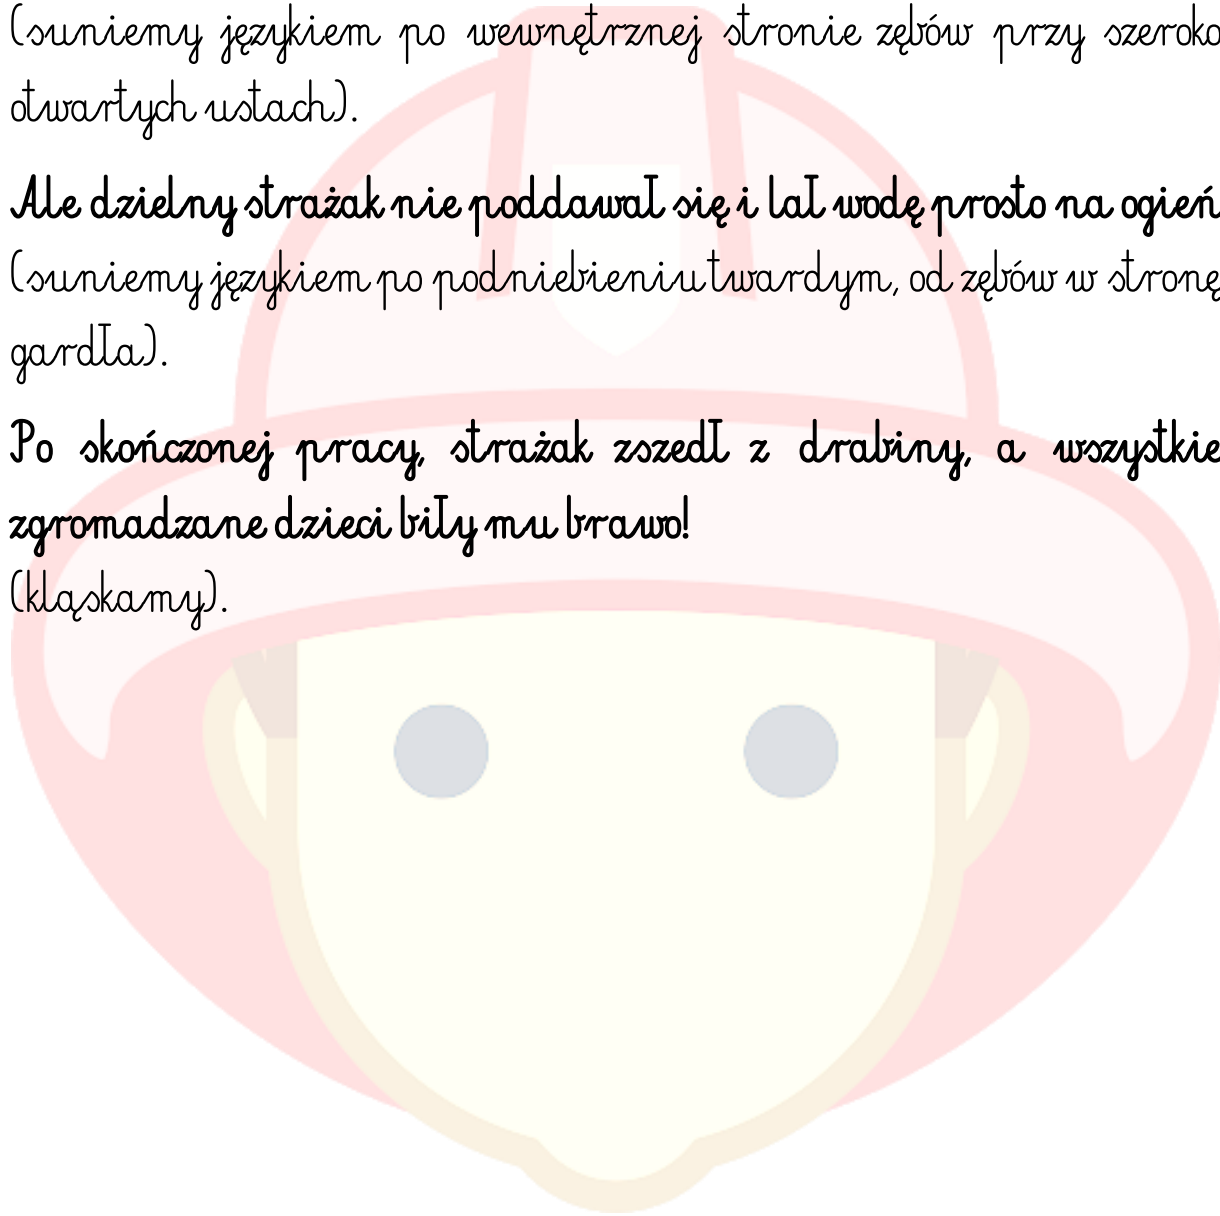 (suniemy językiem po wewnętrznej stronie zębów przy szeroko
otwartych ustach).
Ale dzielny strażak nie poddawał się i lał wodę prosto na ogień
(suniemy językiem po podniebieniu twardym, od zębów w stronę
gardła).
Po skończonej pracy, strażak zszedł z drabiny, a wszystkie
zgromadzane dzieci biły mu brawo!
(kląskamy).